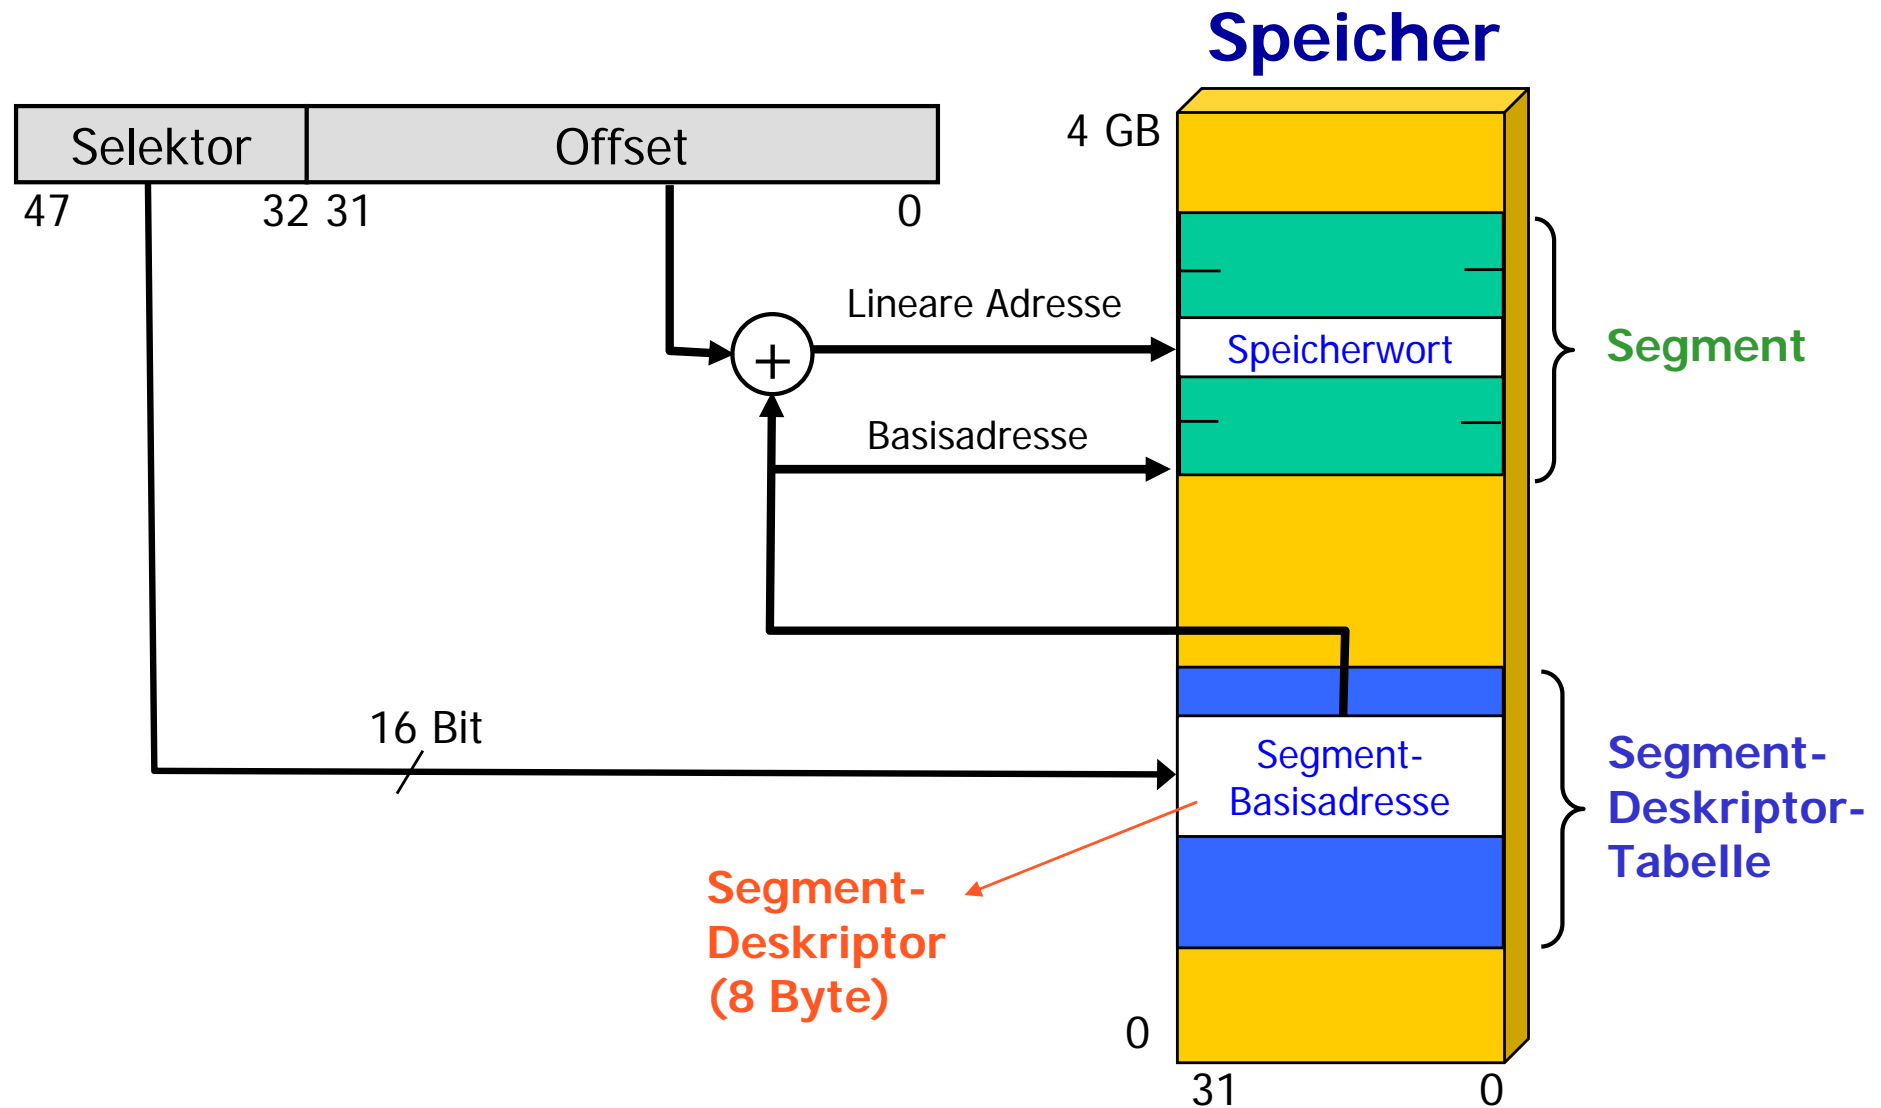 Speicher
Selektor Offset
47 32 31 0
4 GB
Lineare Adresse
+
Speicherwort
Segment
Basisadresse
16 Bit
Segment-
Basisadresse
Segment-
Deskriptor-
Tabelle
Segment-
Deskriptor
(8 Byte)
0
31 0